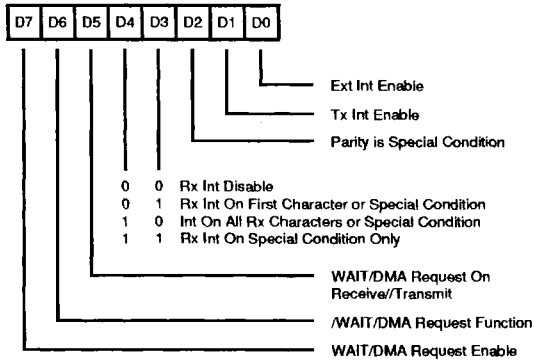 D7 D6 D5 D4 D3 D2 D1 D0
Ext Int Enable
Tx Int Enable
Parity is Special Condition
0 0 Rx Int Disable
0 1 Rx Int On First Character or Special Condition
1 0 Int On All Rx Characters or Special Condition
1 1 Rx Int On Special Condition Only
WAIT/DMA Request On
Receive//Transmit
/WAIT/DMA Request Function
WAIT/DMA Request Enable